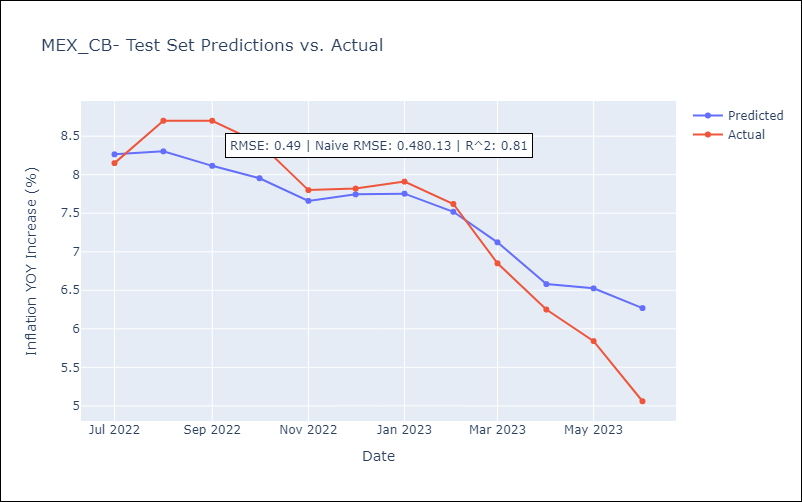 MEX_CB- Test Set Predictions vs. Actual
Predicted
Actual
RMSE: 0.49 | Naive RMSE: 0.480.13 | R^2: 0.81
Inflation YOY Increase (%)
8.5
8
7.5
7
6.5
6
5.5
5
Jul 2022 Sep 2022 Nov 2022 Jan 2023 Mar 2023 May 2023
Date